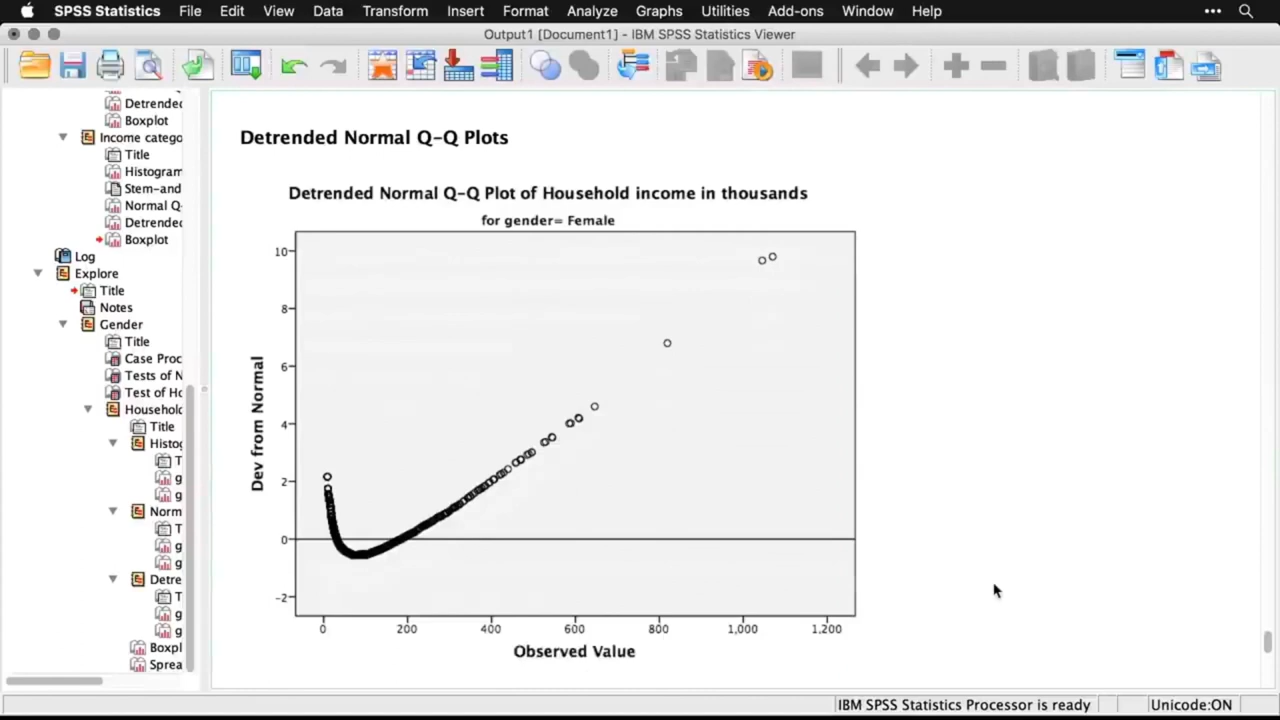 SPSS Statistics File Edit View Data Transform Insert Format Analyze Graphs Utilities Add-ons Window Help
Output1 [Document1] - IBM SPSS Statistics Viewer
Detrended
Boxplot
Income catego
Title
Histogram
Stem-and
Normal Q
Detrended
Boxplot
Log
Explore
Title
Notes
Gender
Title
Case Proc
Tests of N
Test of Ho
Household
Title
Histog
T
g
g
Norm
T
g
g
Detre
T
g
g
Boxpl
Sprea
Detrended Normal Q-Q Plots
Detrended Normal Q-Q Plot of Household income in thousands
for gender= Female
Dev from Normal
10
8
6
4
2
0
-2
0 200 400 600 800 1,000 1,200
Observed Value
IBM SPSS Statistics Processor is ready Unicode:ON